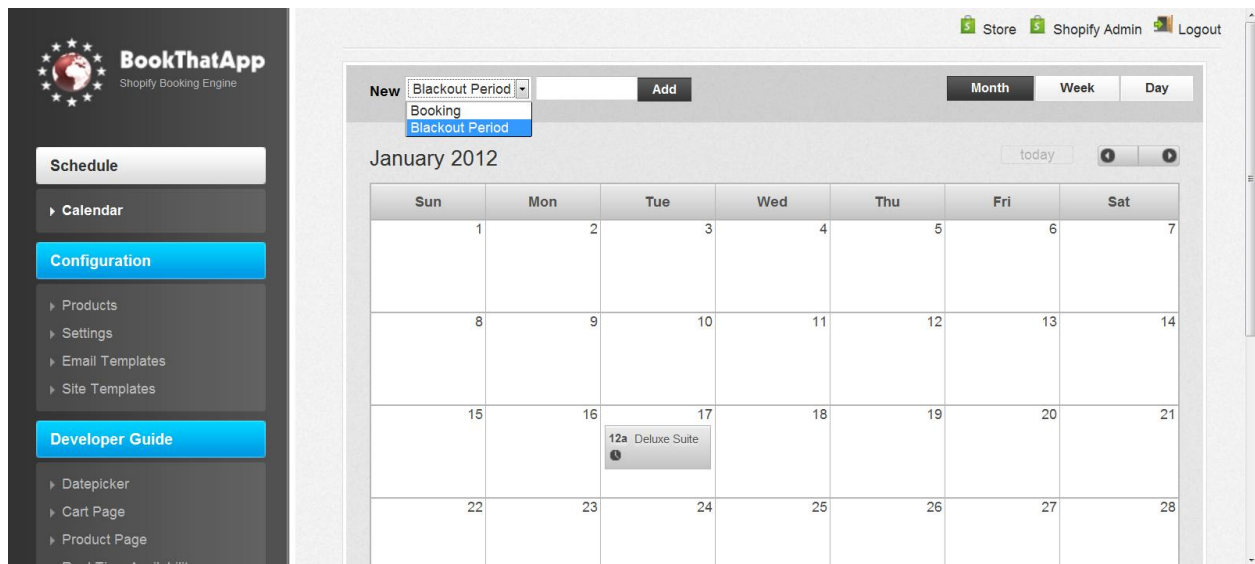 Store Shopify Admin Logout
BookThatApp
Shopify Booking Engine
New Blackout Period Add Month Week Day
Booking
Blackout Period
January 2012 today
Schedule
Calendar
Configuration
Products
Settings
Email Templates
Site Templates
Developer Guide
Datepicker
Cart Page
Product Page
Sun Mon Tue Wed Thu Fri Sat
1 2 3 4 5 6 7
8 9 10 11 12 13 14
15 16 17 18 19 20 21
12a Deluxe Suite
22 23 24 25 26 27 28